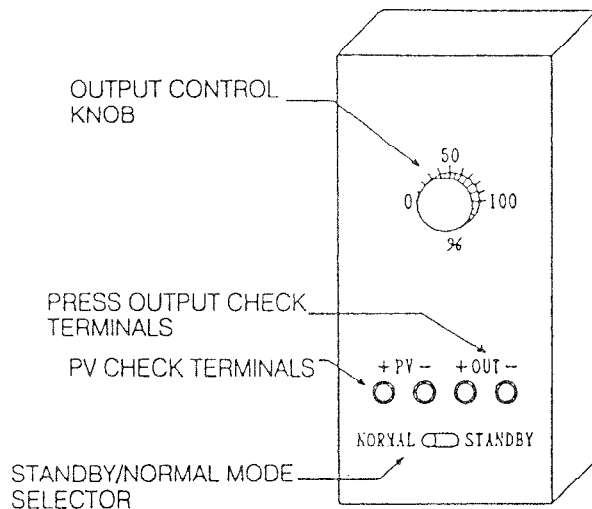 OUTPUT CONTROL
KNOB
50
0
100
%
PRESS OUTPUT CHECK
TERMINALS
PV CHECK TERMINALS
+ PV -
+ OUT -
NORMAL
STANDBY
STANDBY/NORMAL MODE
SELECTOR